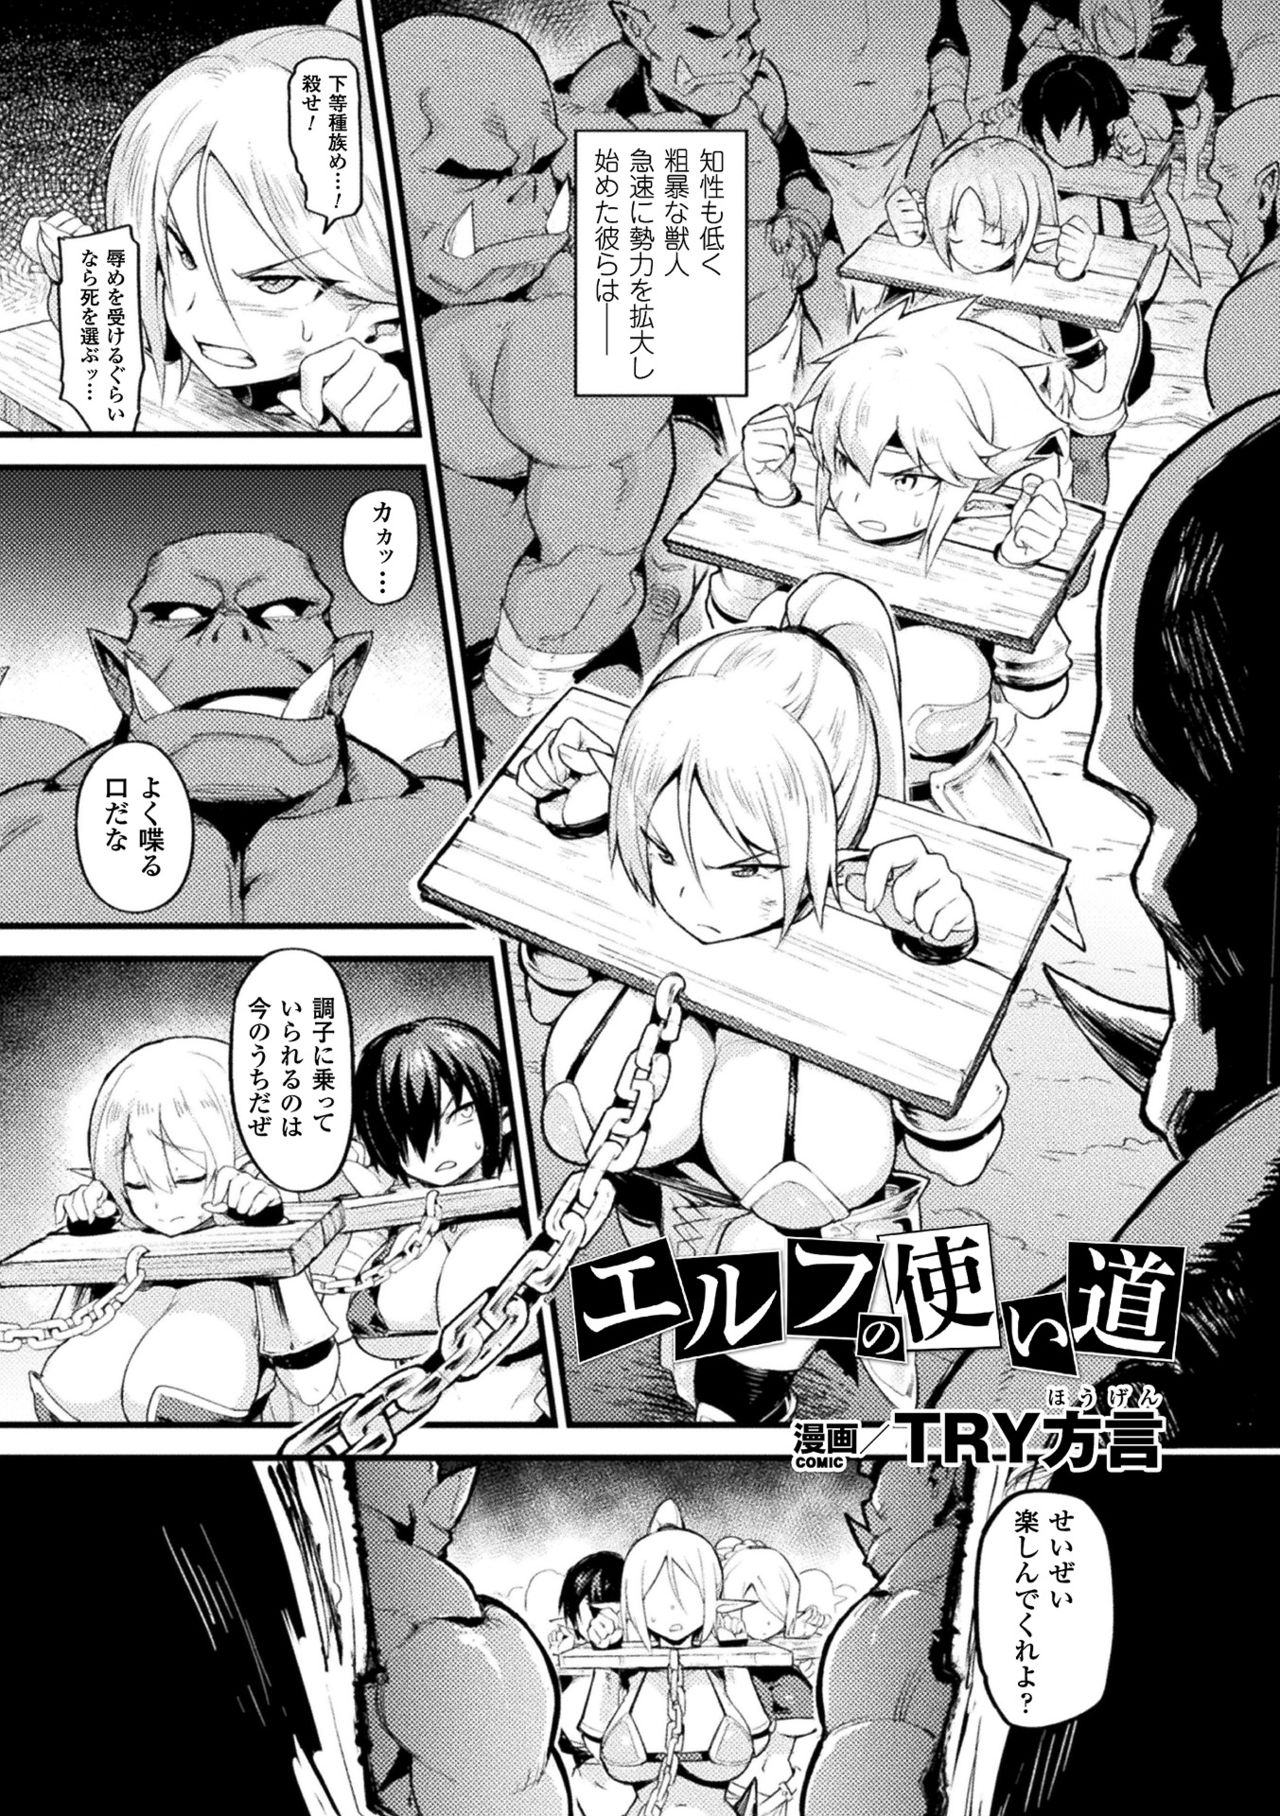 知性も低く
粗暴な獣人
急速に勢力を拡大し
始めた彼らは――
下等種族め…！
殺せ！
辱めを受けるぐらい
なら死を選ぶッ…
カカッ…
よく喋る
口だな
調子に乗って
いられるのは
今のうちだぜ
エルフの使い道
ほうげん
漫画／TRY方言
COMIC
せいぜい
楽しんでくれよ？